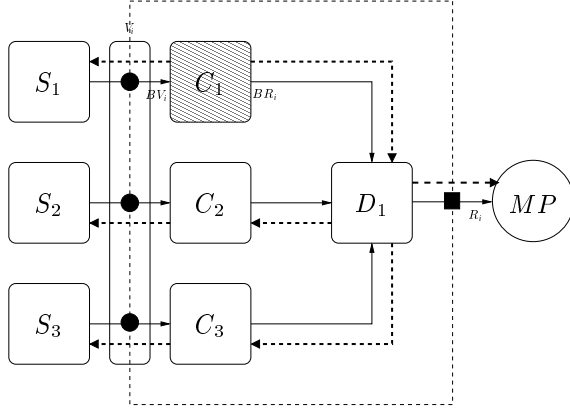 V_i
S_1
C_1
BV_i
BR_i
S_2
C_2
D_1
MP
R_i
S_3
C_3